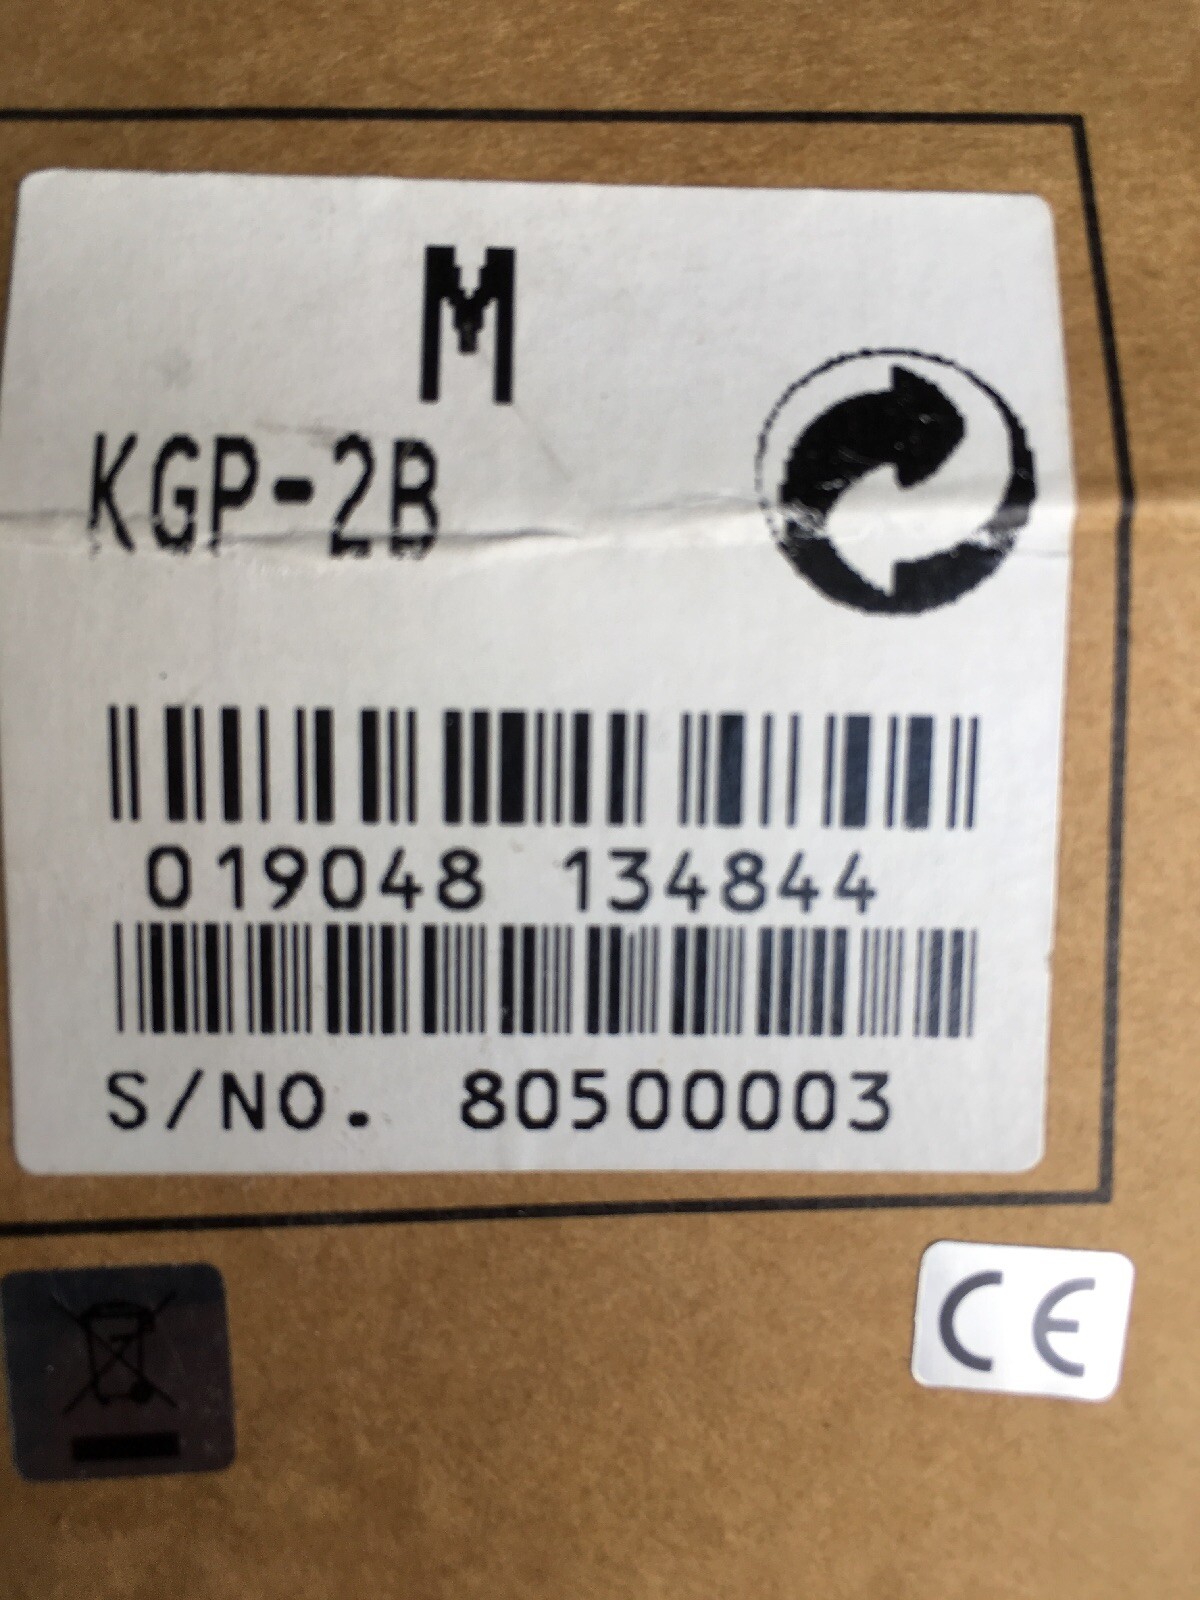 M
KGP-2B
019048 134844
S/NO. 80500003
CE